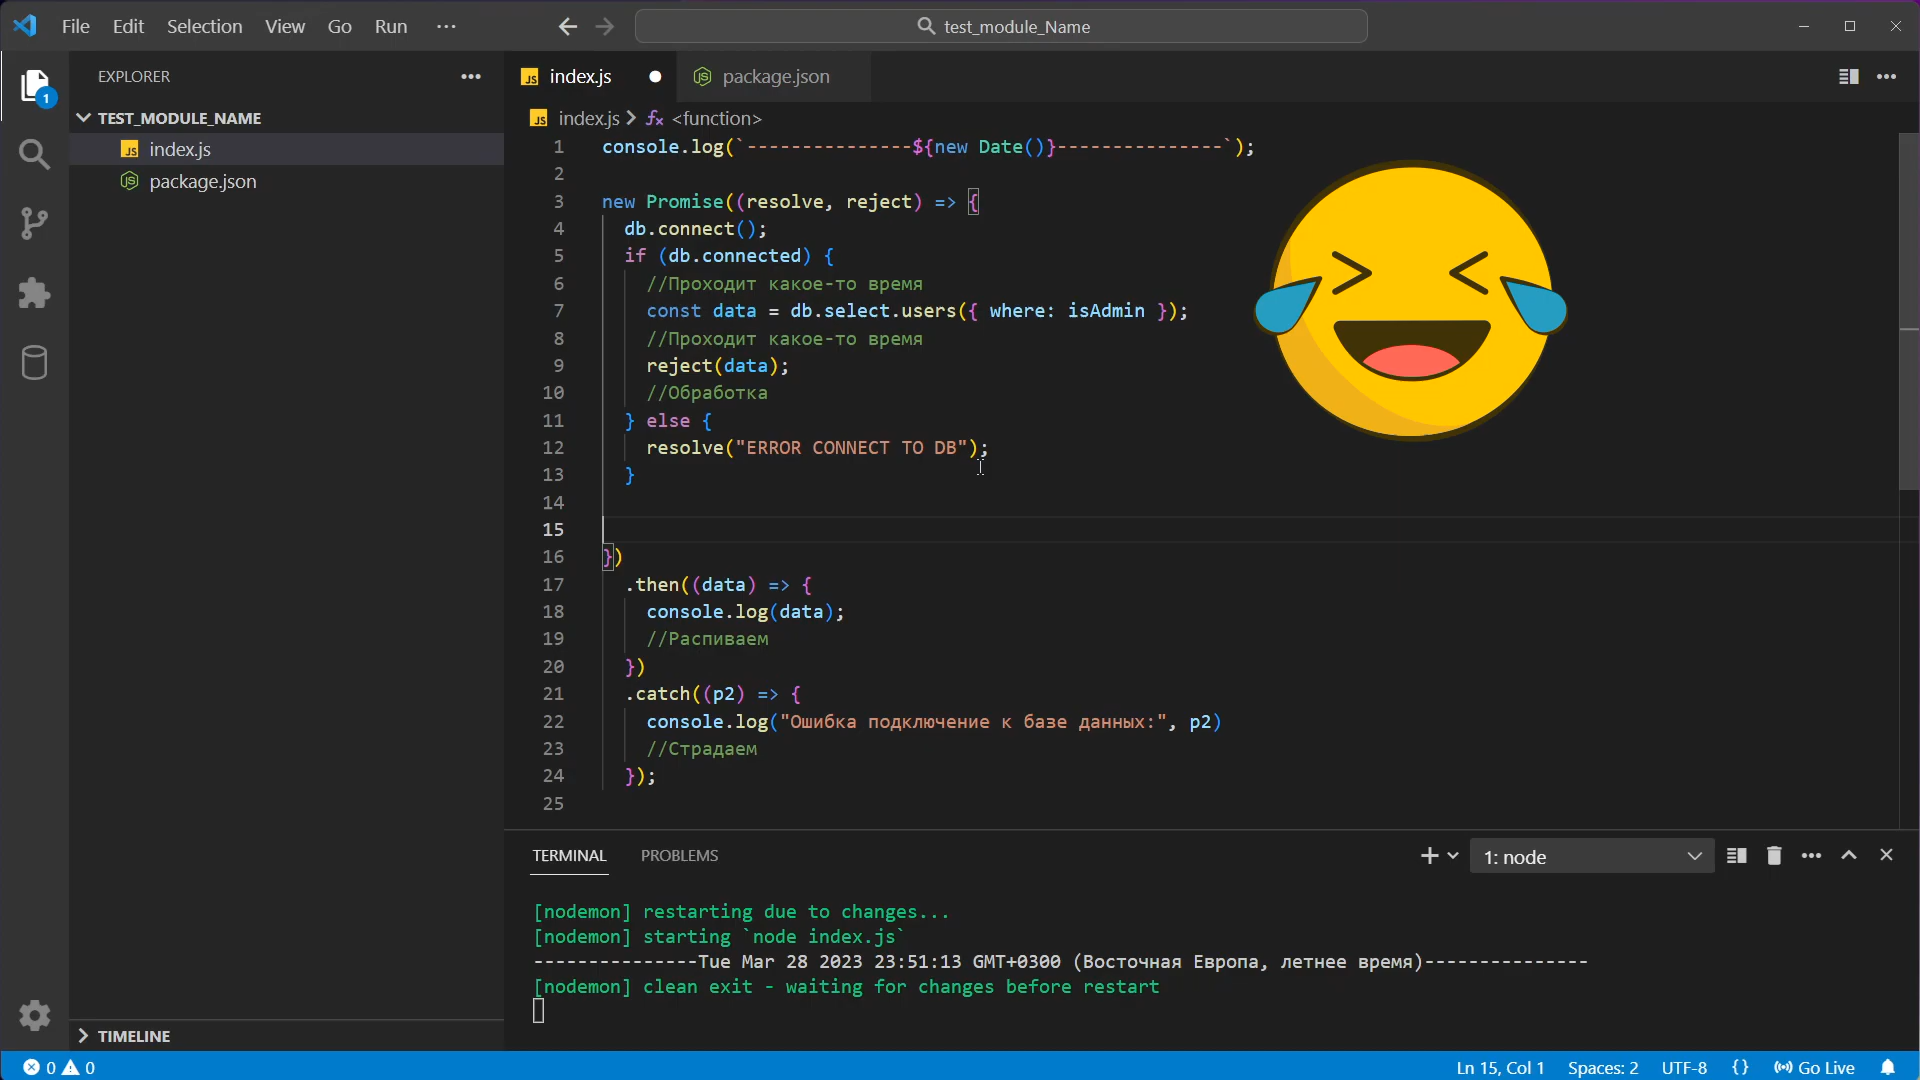 File Edit Selection View Go Run ···
test_module_Name
EXPLORER
TEST_MODULE_NAME
index.js
package.json
TIMELINE
index.js
package.json
index.js > <function>
1 console.log(`---------------${new Date()}---------------`);
2
3 new Promise((resolve, reject) => {
4 db.connect();
5 if (db.connected) {
6 //Проходит какое-то время
7 const data = db.select.users({ where: isAdmin });
8 //Проходит какое-то время
9 reject(data);
10 //Обработка
11 } else {
12 resolve("ERROR CONNECT TO DB");
13 }
14
15
16 })
17 .then((data) => {
18 console.log(data);
19 //Распиваем
20 })
21 .catch((p2) => {
22 console.log("Ошибка подключение к базе данных:", p2)
23 //Страдаем
24 });
25
TERMINAL PROBLEMS
1: node
[nodemon] restarting due to changes...
[nodemon] starting `node index.js`
---------------Tue Mar 28 2023 23:51:13 GMT+0300 (Восточная Европа, летнее время)---------------
[nodemon] clean exit - waiting for changes before restart
0 0
Ln 15, Col 1 Spaces: 2 UTF-8 {} Go Live